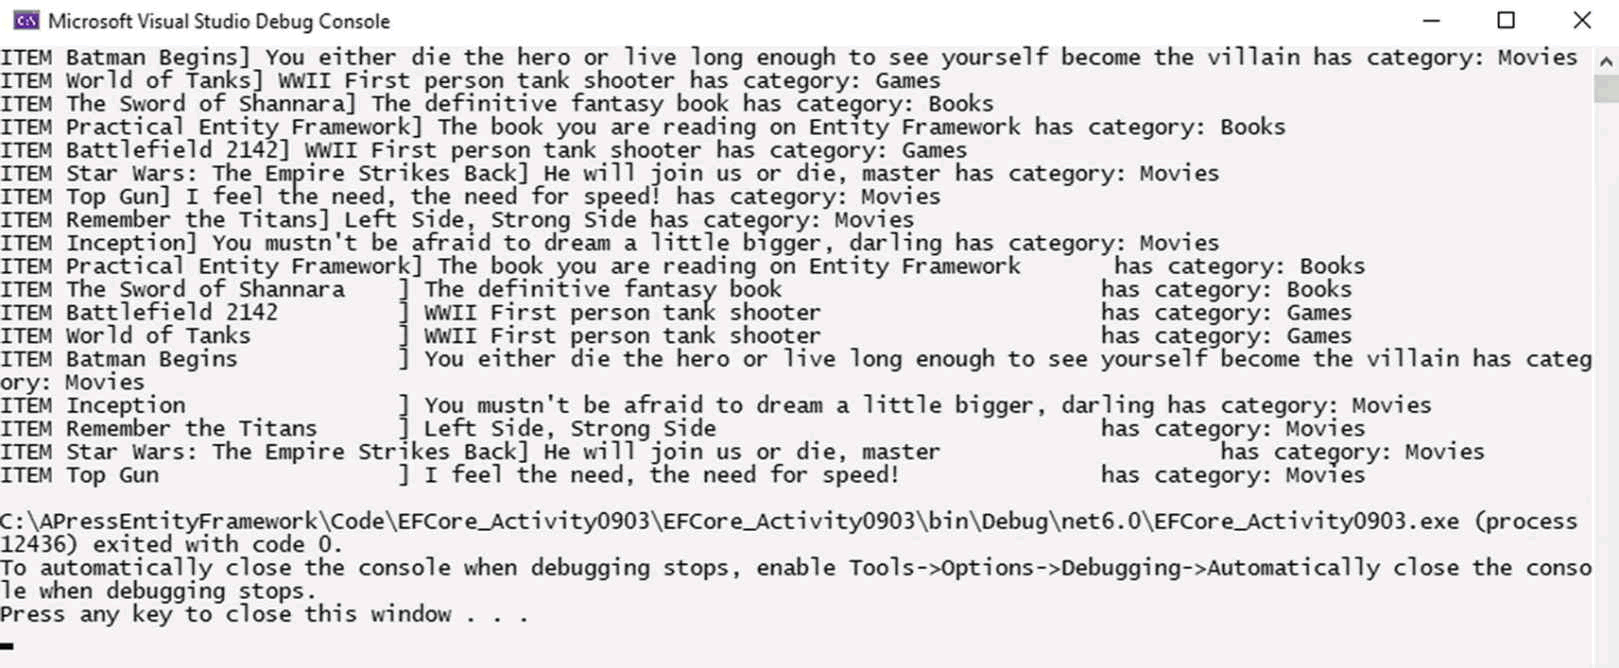 Microsoft Visual Studio Debug Console
ITEM Batman Begins] You either die the hero or live long enough to see yourself become the villain has category: Movies
ITEM World of Tanks] WWII First person tank shooter has category: Games
ITEM The Sword of Shannara] The definitive fantasy book has category: Books
ITEM Practical Entity Framework] The book you are reading on Entity Framework has category: Books
ITEM Battlefield 2142] WWII First person tank shooter has category: Games
ITEM Star Wars: The Empire Strikes Back] He will join us or die, master has category: Movies
ITEM Top Gun] I feel the need, the need for speed! has category: Movies
ITEM Remember the Titans] Left Side, Strong Side has category: Movies
ITEM Inception] You mustn't be afraid to dream a little bigger, darling has category: Movies
ITEM Practical Entity Framework] The book you are reading on Entity Framework       has category: Books
ITEM The Sword of Shannara    ] The definitive fantasy book                        has category: Books
ITEM Battlefield 2142         ] WWII First person tank shooter                     has category: Games
ITEM World of Tanks           ] WWII First person tank shooter                     has category: Games
ITEM Batman Begins            ] You either die the hero or live long enough to see yourself become the villain has categ
ory: Movies
ITEM Inception                ] You mustn't be afraid to dream a little bigger, darling has category: Movies
ITEM Remember the Titans      ] Left Side, Strong Side                             has category: Movies
ITEM Star Wars: The Empire Strikes Back] He will join us or die, master                     has category: Movies
ITEM Top Gun                  ] I feel the need, the need for speed!               has category: Movies
C:\APressEntityFramework\Code\EFCore_Activity0903\EFCore_Activity0903\bin\Debug\net6.0\EFCore_Activity0903.exe (process
12436) exited with code 0.
To automatically close the console when debugging stops, enable Tools->Options->Debugging->Automatically close the conso
le when debugging stops.
Press any key to close this window . . .